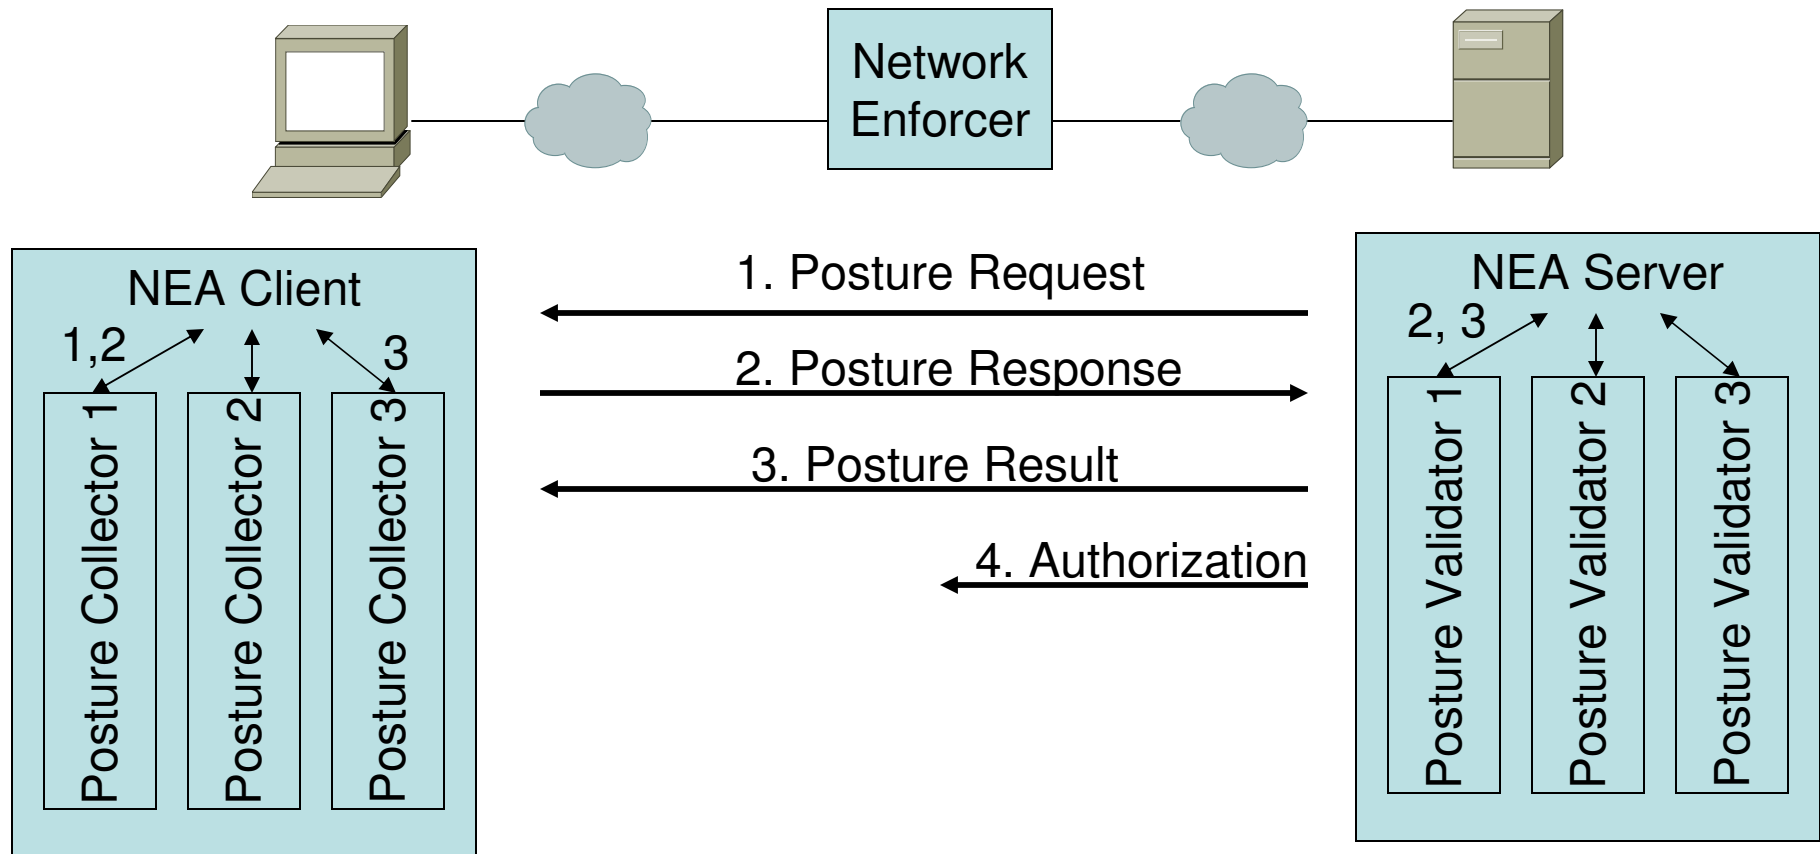 Network
Enforcer
NEA Client
1,2
3
Posture Collector 1
Posture Collector 2
Posture Collector 3
1. Posture Request
2. Posture Response
3. Posture Result
4. Authorization
NEA Server
2, 3
Posture Validator 1
Posture Validator 2
Posture Validator 3